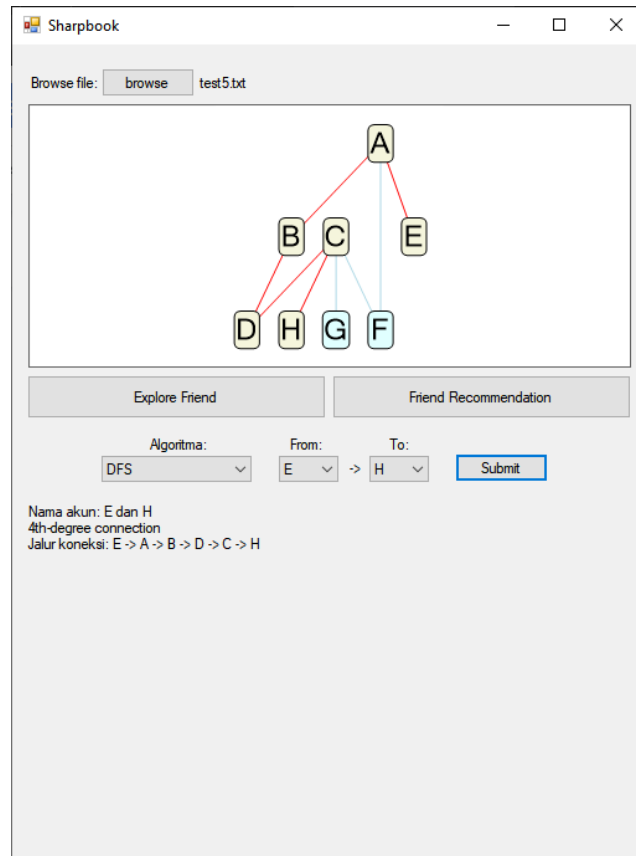 Sharpbook
Browse file: browse test5.txt
A
B C E
D H G F
Explore Friend Friend Recommendation
Algoritma: From: To:
DFS E -> H Submit
Nama akun: E dan H
4th-degree connection
Jalur koneksi: E -> A -> B -> D -> C -> H